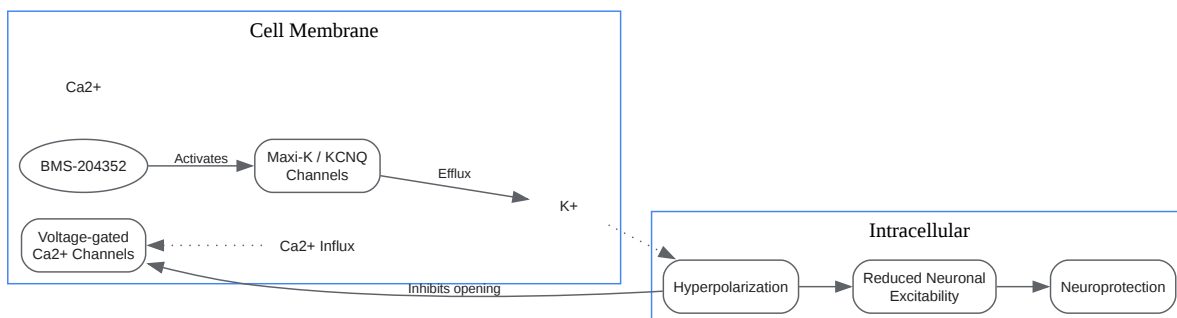 Cell Membrane
Ca2+
BMS-204352
Activates
Maxi-K / KCNQ
Channels
Efflux
K+
Voltage-gated
Ca2+ Channels
Ca2+ Influx
Inhibits opening
Intracellular
Hyperpolarization
Reduced Neuronal
Excitability
Neuroprotection